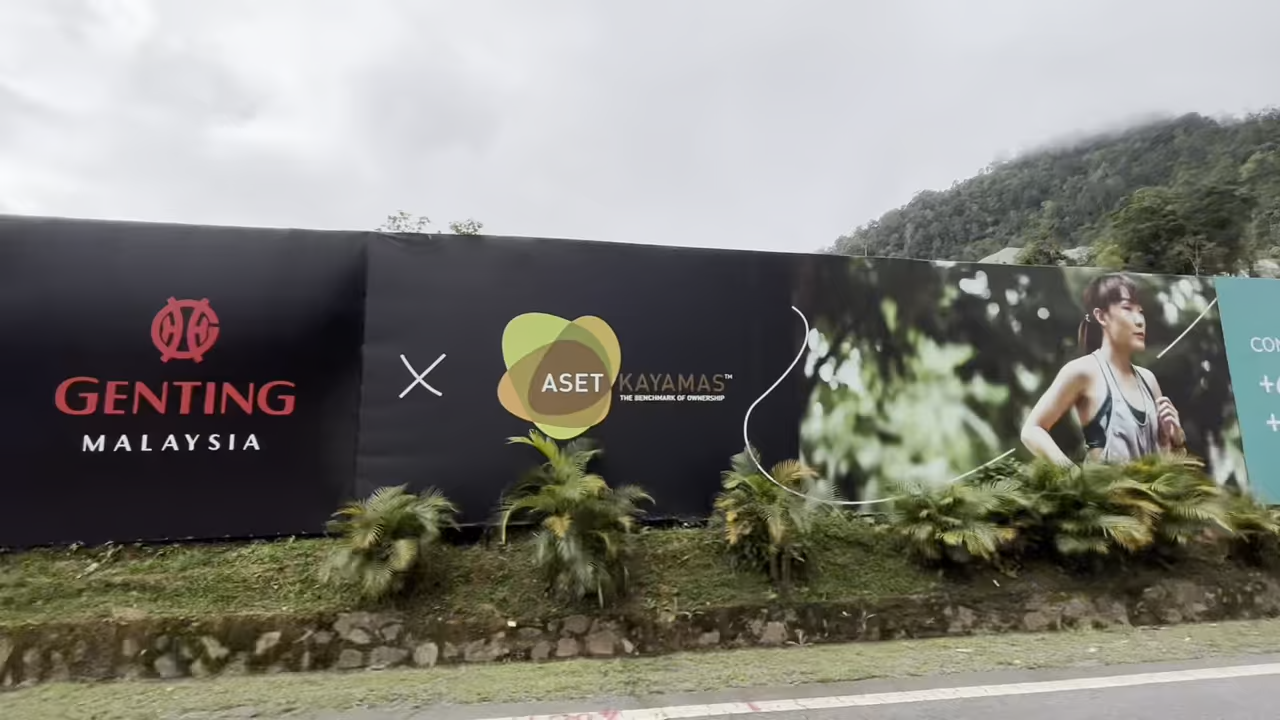 GENTING
MALAYSIA
X
ASET KAYAMAS™
THE BENCHMARK OF OWNERSHIP